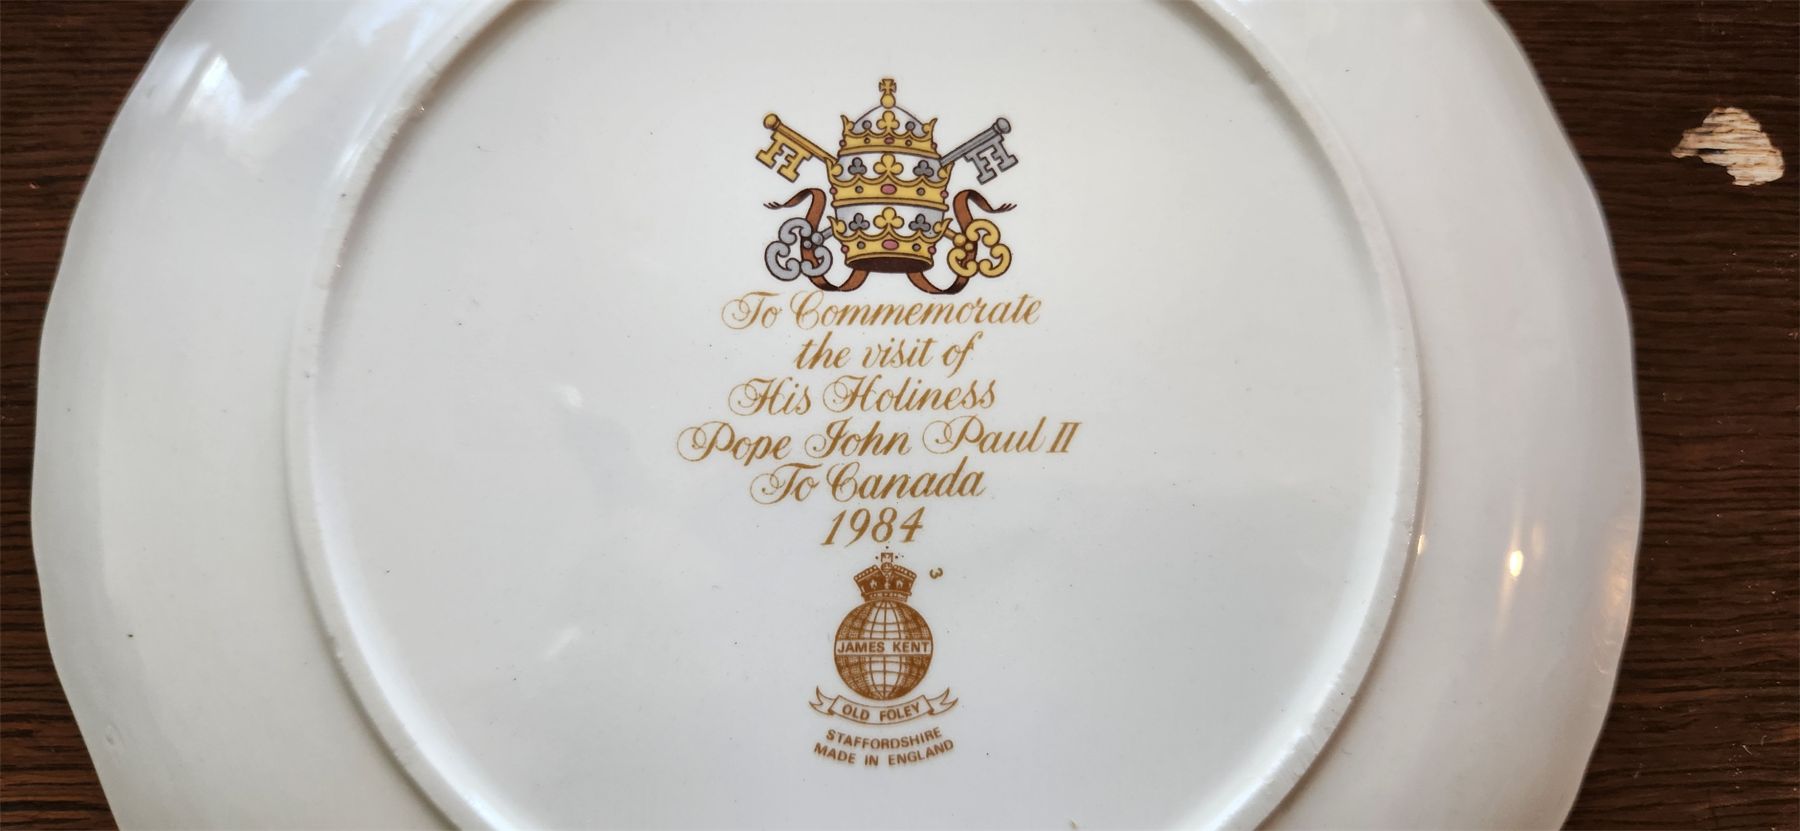 To Commemorate
the visit of
His Holiness
Pope John Paul II
To Canada
1984
3
JAMES KENT
OLD FOLEY
STAFFORDSHIRE
MADE IN ENGLAND